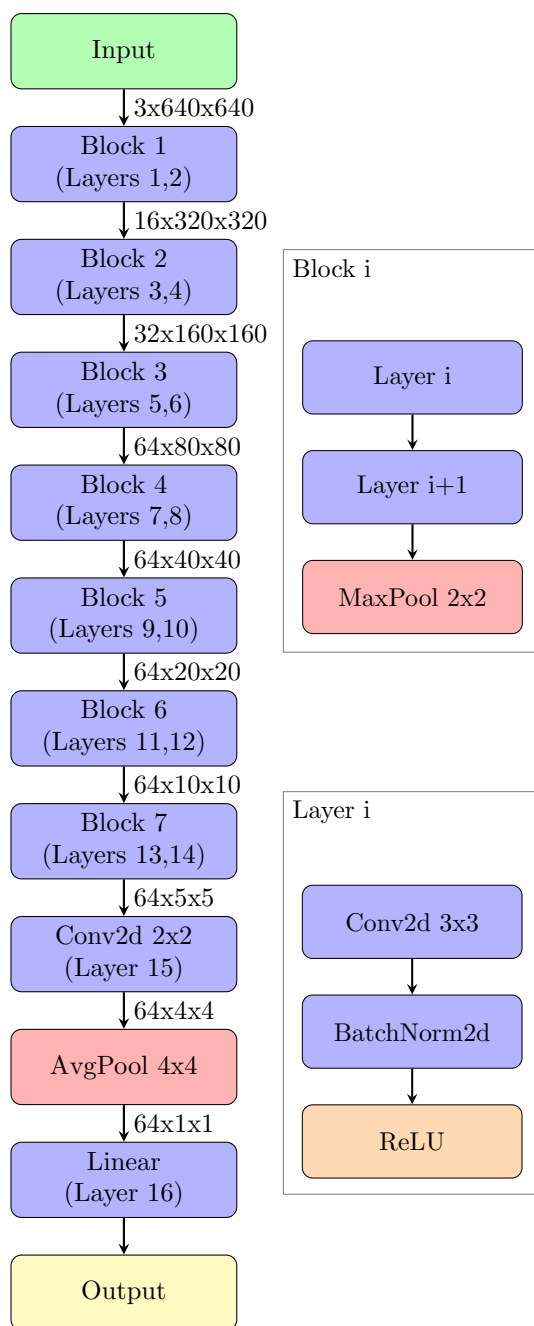 Input
3x640x640
Block 1
(Layers 1,2)
16x320x320
Block 2
(Layers 3,4)
32x160x160
Block 3
(Layers 5,6)
64x80x80
Block 4
(Layers 7,8)
64x40x40
Block 5
(Layers 9,10)
64x20x20
Block 6
(Layers 11,12)
64x10x10
Block 7
(Layers 13,14)
64x5x5
Conv2d 2x2
(Layer 15)
64x4x4
AvgPool 4x4
64x1x1
Linear
(Layer 16)
Output
Block i
Layer i
Layer i+1
MaxPool 2x2
Layer i
Conv2d 3x3
BatchNorm2d
ReLU